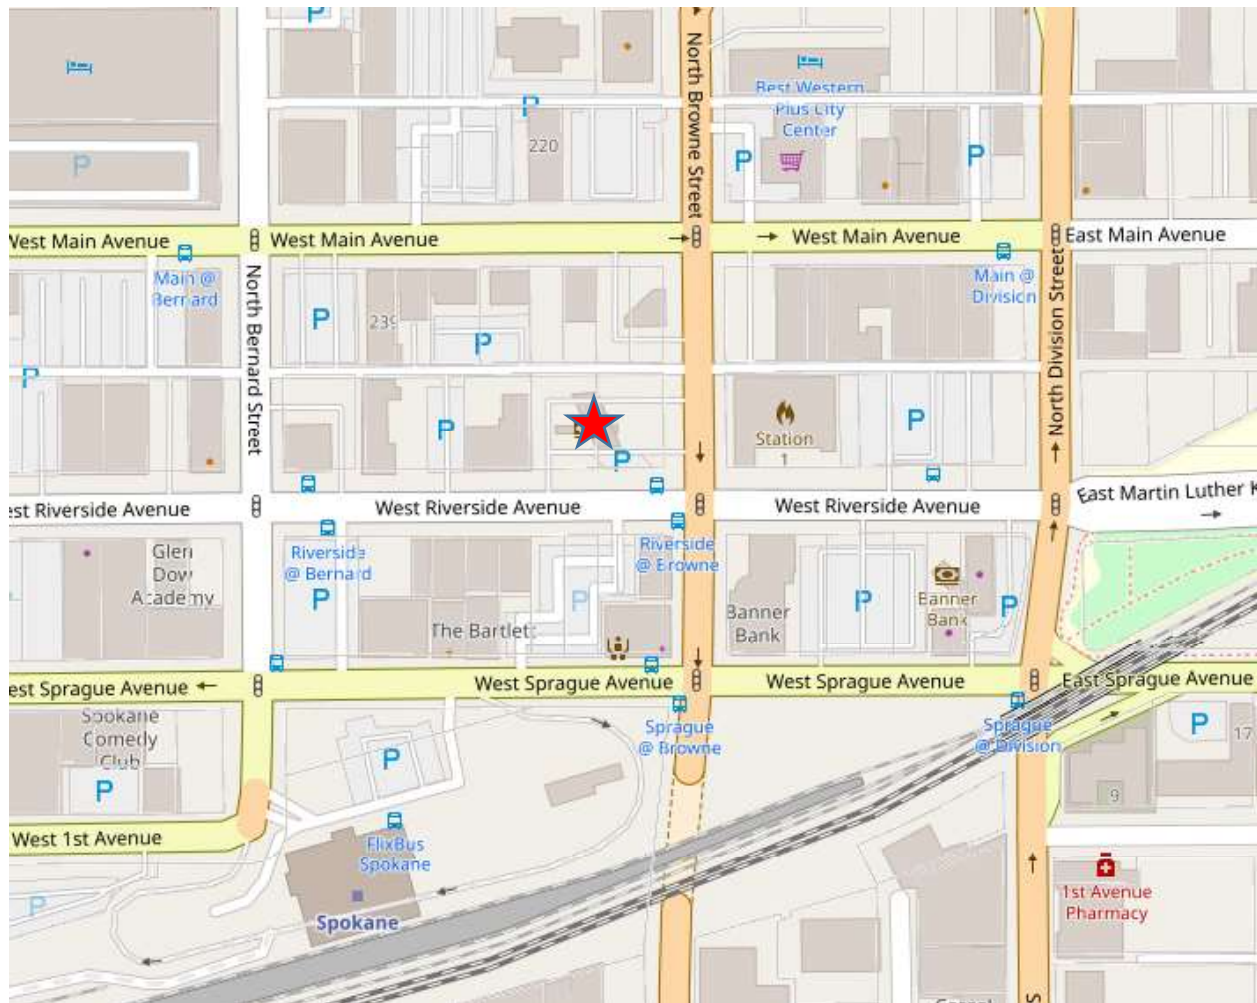 P
North Browne Street
Best Western
Plus City
Center
P
220
P
P
P
West Main Avenue
West Main Avenue
West Main Avenue
East Main Avenue
Main @
Bernard
Main @
Division
North Bernard Street
North Division Street
P
239
P
P
P
P
Station
1
P
est Riverside Avenue
West Riverside Avenue
West Riverside Avenue
East Martin Luther K
Riverside
@ Bernard
Riverside
@ Browne
Glen
Dow
Academy
P
P
P
P
Banner
Bank
Banner
Bank
The Bartlett
est Sprague Avenue
West Sprague Avenue
West Sprague Avenue
East Sprague Avenue
Spokane
Comedy
Club
P
Sprague
@ Browne
Sprague
@ Division
P
17
P
9
West 1st Avenue
FlixBus
Spokane
P
Spokane
1st Avenue
Pharmacy
S